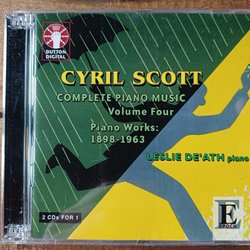 DUTTON
DIGITAL
CYRIL SCOTT
COMPLETE PIANO MUSIC
Volume Four
Piano Works:
1898-1963
LESLIE DE'ATH piano
2 CDS FOR 1
E
EPOCH